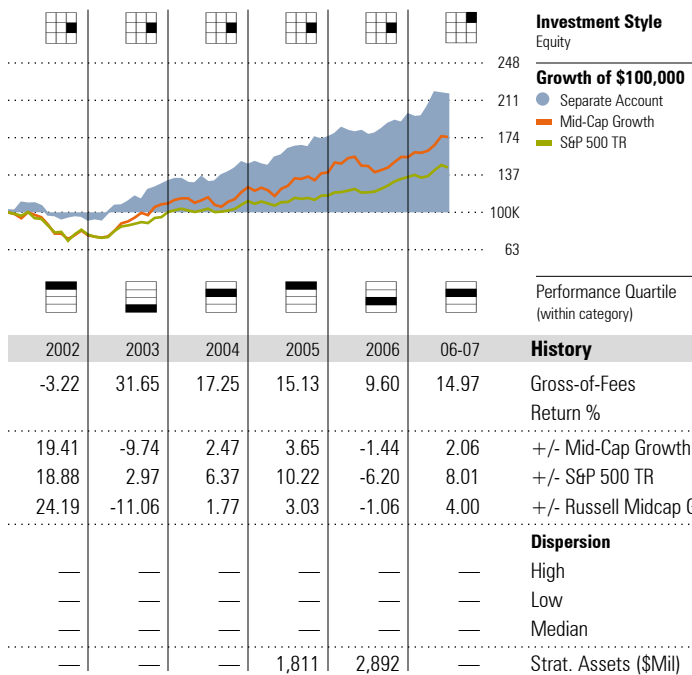 Investment Style
Equity
248
Growth of $100,000
211
Separate Account
Mid-Cap Growth
174
S&P 500 TR
137
100K
63
Performance Quartile
(within category)
2002 2003 2004 2005 2006 06-07 History
-3.22 31.65 17.25 15.13 9.60 14.97 Gross-of-Fees
Return %
19.41 -9.74 2.47 3.65 -1.44 2.06 +/- Mid-Cap Growth
18.88 2.97 6.37 10.22 -6.20 8.01 +/- S&P 500 TR
24.19 -11.06 1.77 3.03 -1.06 4.00 +/- Russell Midcap G
Dispersion
— — — — — — High
— — — — — — Low
— — — — — — Median
— — — 1,811 2,892 — Strat. Assets ($Mil)